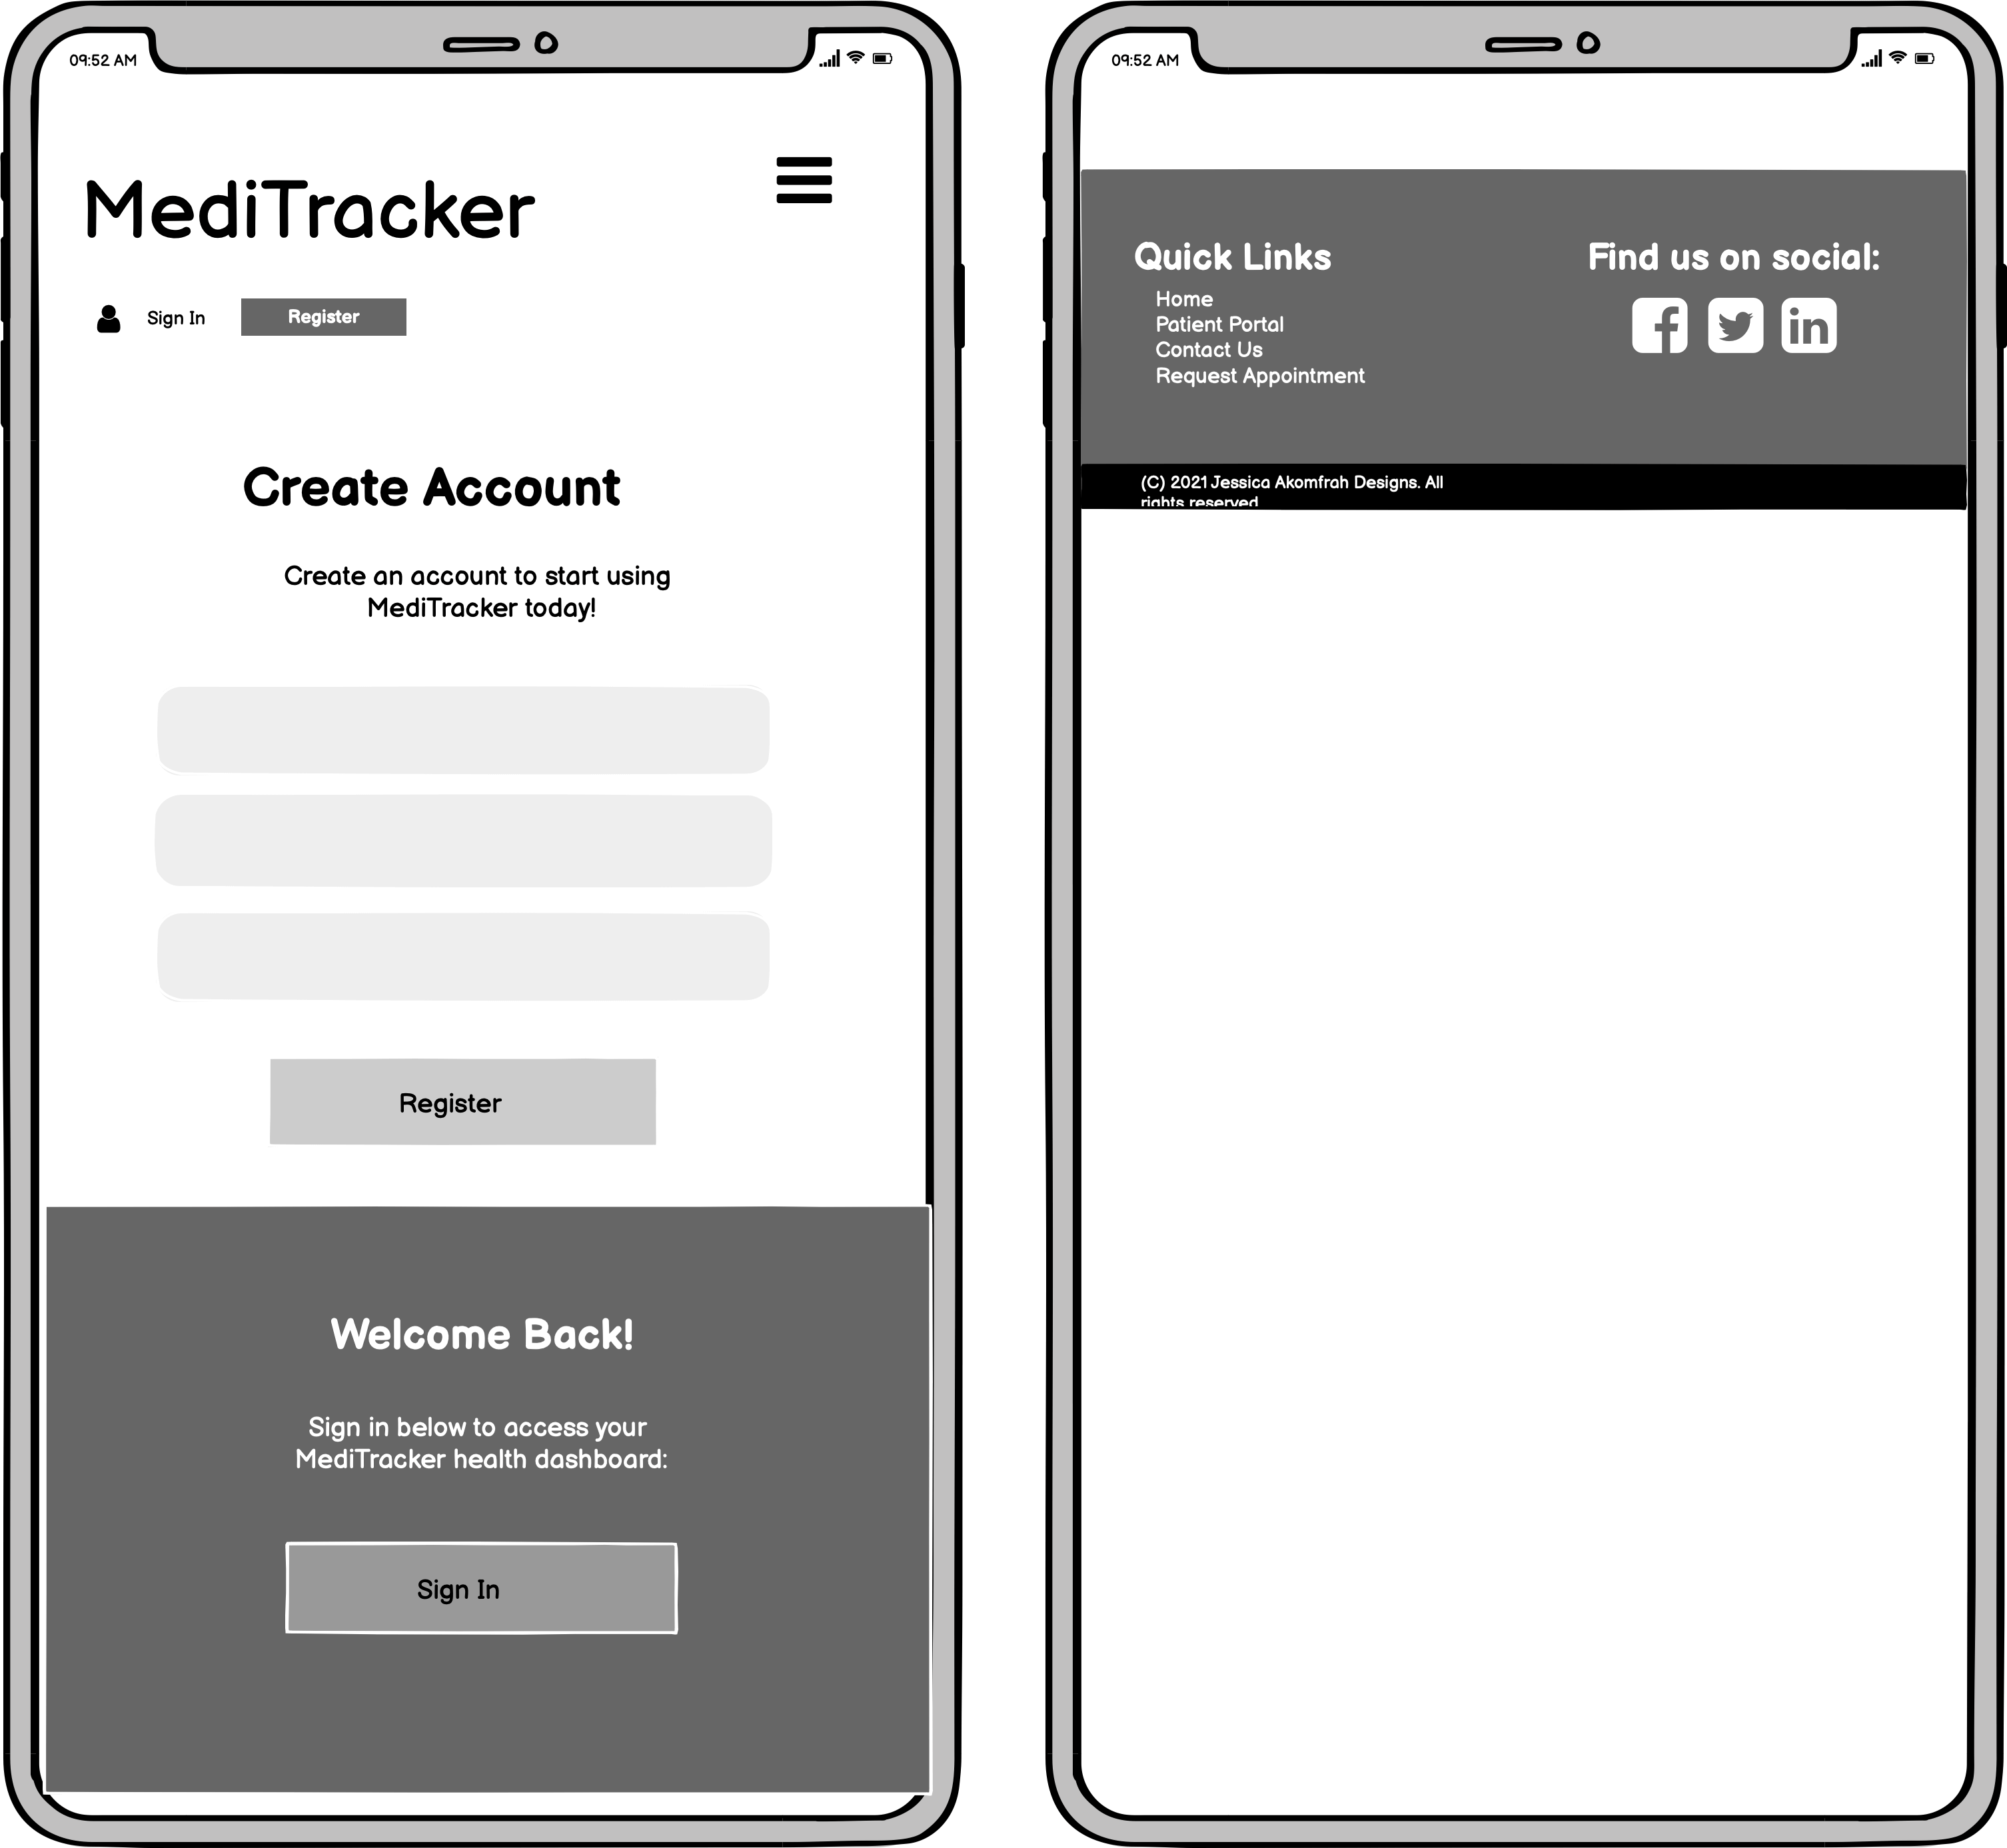 09:52 AM
MediTracker
Sign In
Register
Create Account
Create an account to start using
MediTracker today!
Register
Welcome Back!
Sign in below to access your
MediTracker health dashboard:
Sign In
09:52 AM
Quick Links
Home
Patient Portal
Contact Us
Request Appointment
Find us on social:
f
in
(C) 2021 Jessica Akomfrah Designs. All
rights reserved